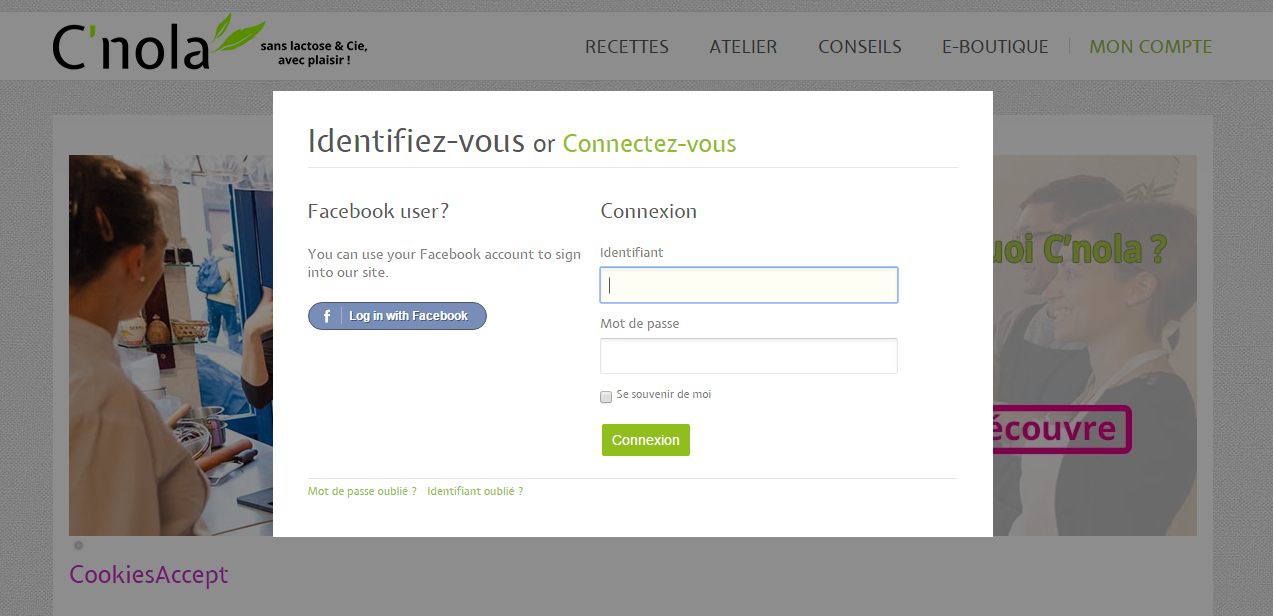 C'nola
sans lactose & Cie,
avec plaisir !
RECETTES ATELIER CONSEILS E-BOUTIQUE MON COMPTE
Identifiez-vous or Connectez-vous
Facebook user?
You can use your Facebook account to sign
into our site.
f Log in with Facebook
Connexion
Identifiant
Mot de passe
Se souvenir de moi
Connexion
Mot de passe oublié ? Identifiant oublié ?
uoi C'nola ?
écouvre
CookiesAccept